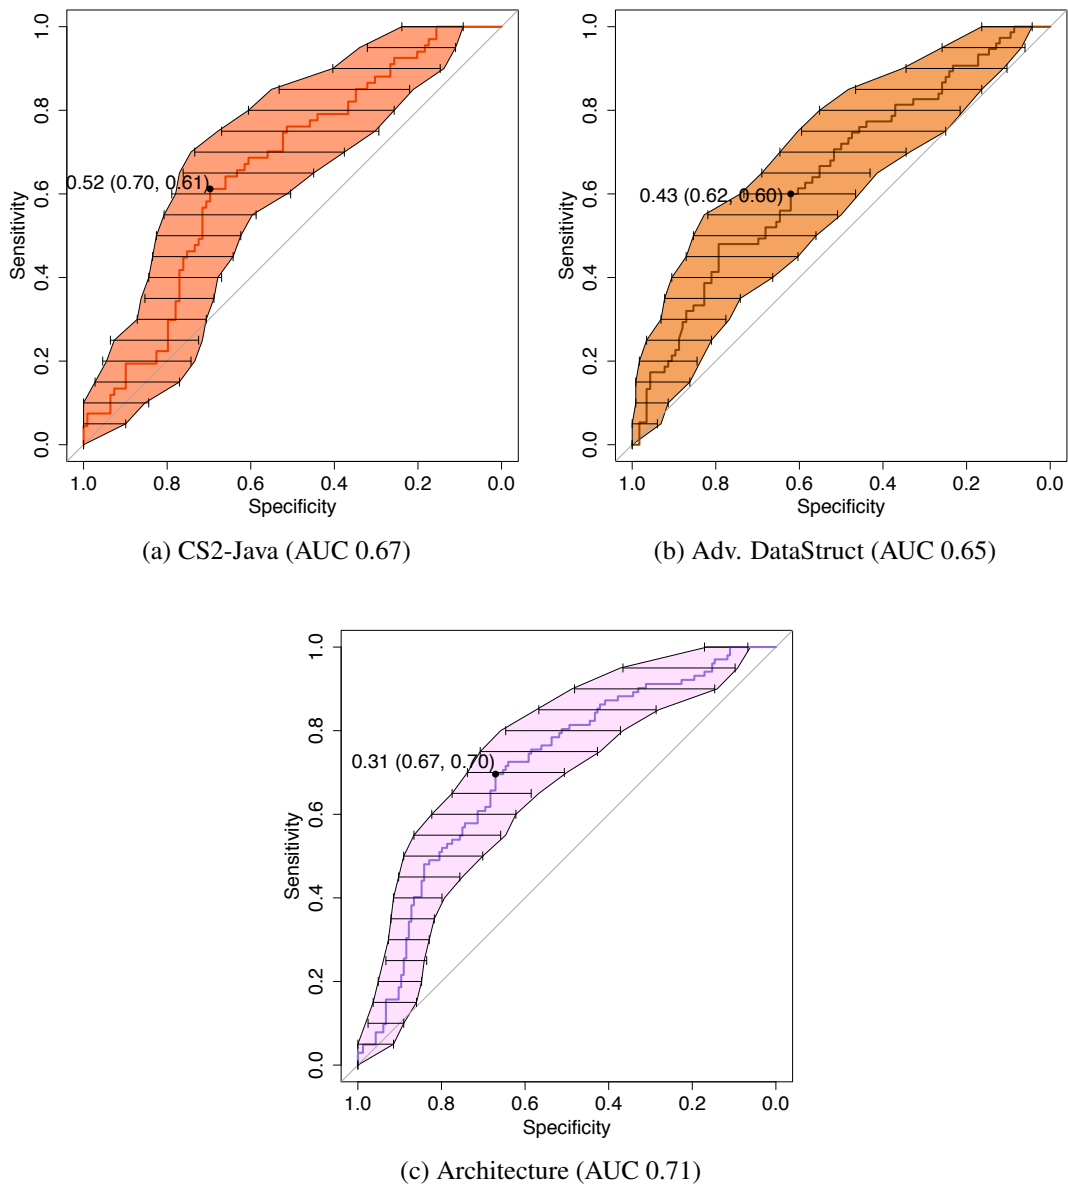 1.0
0.8
0.6
0.4
0.2
0.0
Sensitivity
0.52 (0.70, 0.61)
1.0 0.8 0.6 0.4 0.2 0.0
Specificity
(a) CS2-Java (AUC 0.67)
1.0
0.8
0.6
0.4
0.2
0.0
Sensitivity
0.43 (0.62, 0.60)
1.0 0.8 0.6 0.4 0.2 0.0
Specificity
(b) Adv. DataStruct (AUC 0.65)
1.0
0.8
0.6
0.4
0.2
0.0
Sensitivity
0.31 (0.67, 0.70)
1.0 0.8 0.6 0.4 0.2 0.0
Specificity
(c) Architecture (AUC 0.71)